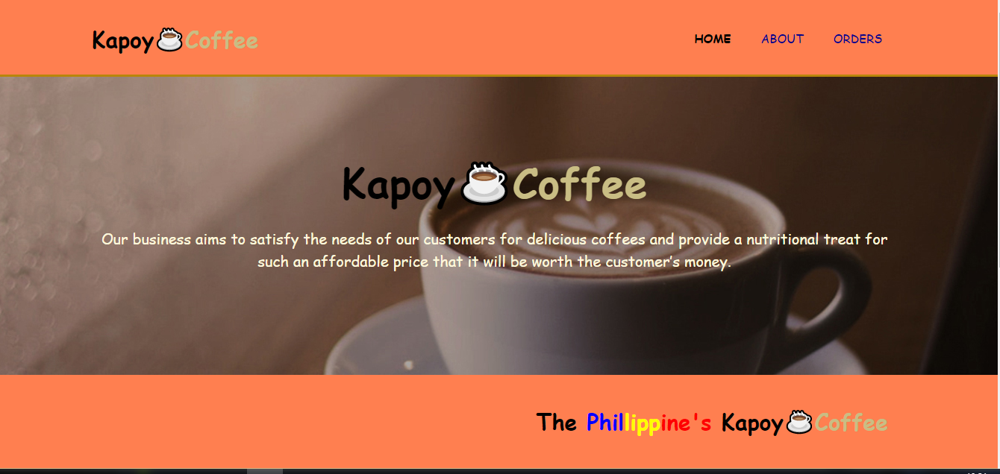 Kapoy☕Coffee
HOME ABOUT ORDERS
Kapoy☕Coffee
Our business aims to satisfy the needs of our customers for delicious coffees and provide a nutritional treat for
such an affordable price that it will be worth the customer's money.
The Phillippine's Kapoy☕Coffee